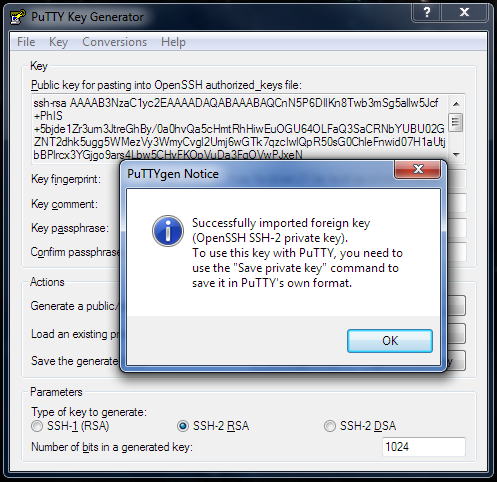 PuTTY Key Generator
File Key Conversions Help
Key
Public key for pasting into OpenSSH authorized_keys file:
ssh-rsa AAAAB3NzaC1yc2EAAAADAQABAAABAQCnN5P6DIlKn8Twb3mSg5allw5Jcf
+PhIS
+5bjde1Zr3um3JtreGhBy/0a0hvQa5cHmtRhHiwEuOGU64OLFaQ3SaCRNbYUBU02G
ZNT2dhk5ugg5WMezVy3WmyCvgl2Umj6wGTk7qzcIwlQpR50sG0ChleFnwid07H1aUtj
bBPlrcx3YGjgo9ars4Lbw5CHvFKOpVuDa3FgOVwPJxeN
Key fingerprint:
Key comment:
Key passphrase:
Confirm passphrase
PuTTYgen Notice
Successfully imported foreign key
(OpenSSH SSH-2 private key).
To use this key with PuTTY, you need to
use the "Save private key" command to
save it in PuTTY's own format.
OK
Actions
Generate a public/
Load an existing pr
Save the generate
Parameters
Type of key to generate:
SSH-1 (RSA) SSH-2 RSA SSH-2 DSA
Number of bits in a generated key: 1024